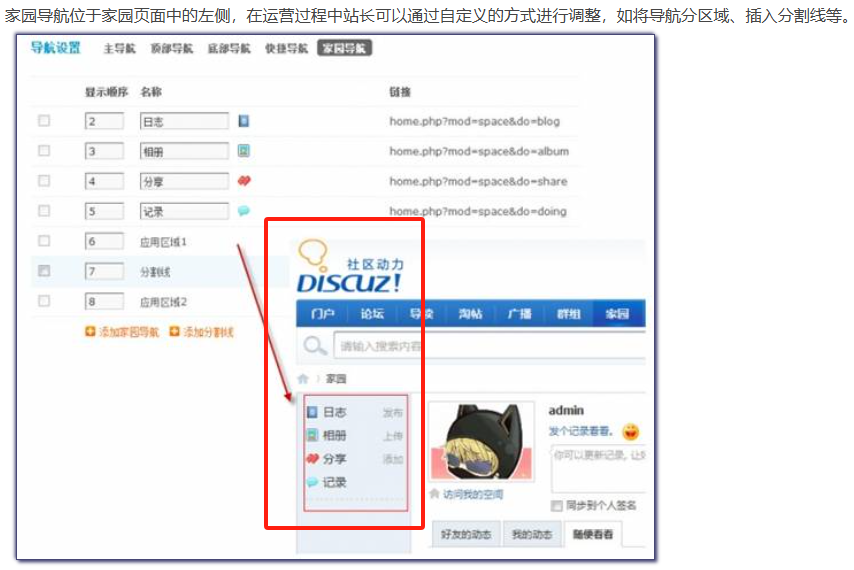 家园导航位于家园页面中的左侧，在运营过程中站长可以通过自定义的方式进行调整，如将导航分区域、插入分割线等。
导航设置 主导航 顶部导航 底部导航 快捷导航 家园导航
显示顺序 名称 链接
2 日志 home.php?mod=space&do=blog
3 相册 home.php?mod=space&do=album
4 分享 home.php?mod=space&do=share
5 记录 home.php?mod=space&do=doing
6 应用区域1
7 分割线
8 应用区域2
添加家园导航 添加分割线
社区动力
DISCUZ!
门户 论坛 导读 淘帖 广播 群组 家园
请输入搜索内容
家园
日志 发布
相册 上传
分享 添加
记录
admin
发个记录看看。
你可以更新记录, 让
访问我的空间
同步到个人签名
好友的动态 我的动态 随便看看